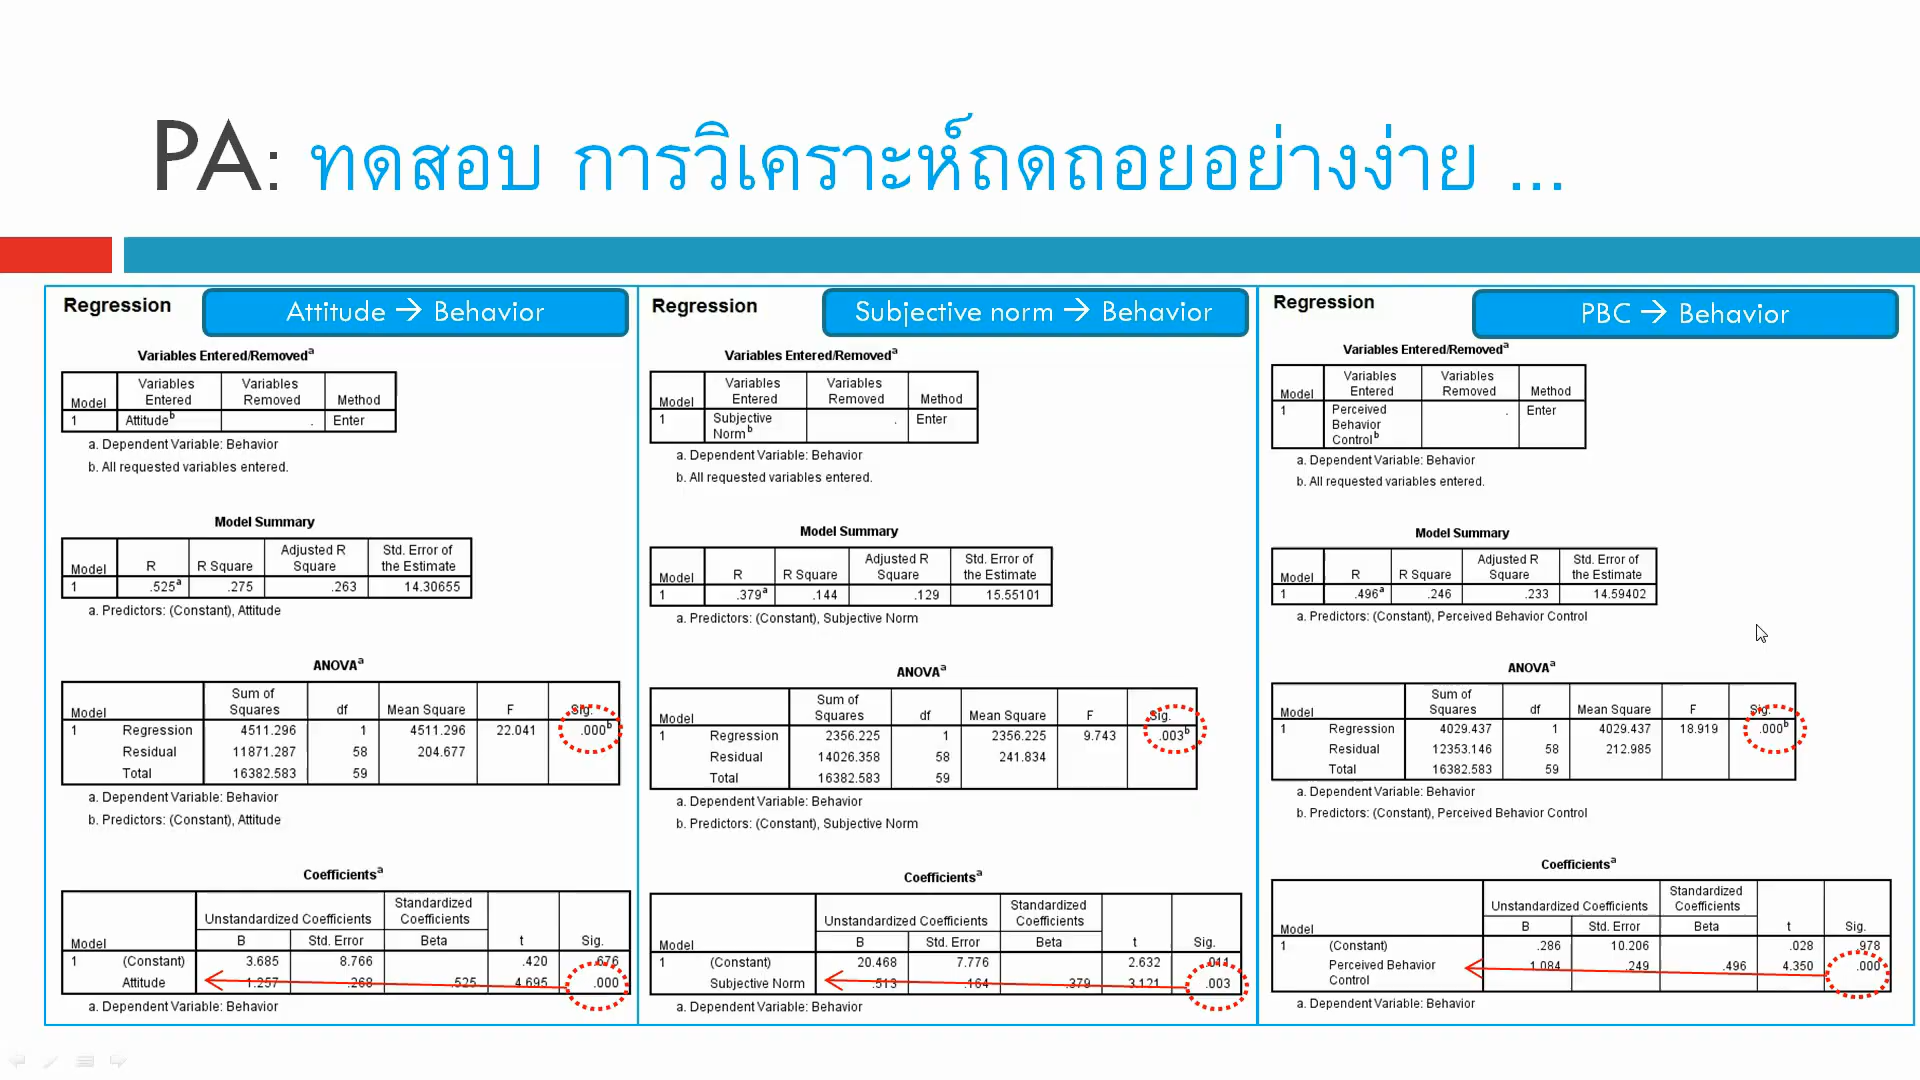 PA: ทดสอบ การวิเคราะห์ถดถอยอย่างง่าย ...
Regression
Attitude → Behavior
Variables Entered/Removedᵃ
Model Variables Entered Variables Removed Method
1 Attitudeᵇ . Enter
a. Dependent Variable: Behavior
b. All requested variables entered.
Model Summary
Model R R Square Adjusted R Square Std. Error of the Estimate
1 .525ᵃ .275 .263 14.30655
a. Predictors: (Constant), Attitude
ANOVAᵃ
Model Sum of Squares df Mean Square F Sig.
1 Regression 4511.296 1 4511.296 22.041 .000ᵇ
Residual 11871.287 58 204.677
Total 16382.583 59
a. Dependent Variable: Behavior
b. Predictors: (Constant), Attitude
Coefficientsᵃ
Model Unstandardized Coefficients Standardized Coefficients t Sig.
B Std. Error Beta
1 (Constant) 3.685 8.766 .420 .676
Attitude 1.257 .268 .525 4.695 .000
a. Dependent Variable: Behavior
Regression
Subjective norm → Behavior
Variables Entered/Removedᵃ
Model Variables Entered Variables Removed Method
1 Subjective Normᵇ . Enter
a. Dependent Variable: Behavior
b. All requested variables entered.
Model Summary
Model R R Square Adjusted R Square Std. Error of the Estimate
1 .379ᵃ .144 .129 15.55101
a. Predictors: (Constant), Subjective Norm
ANOVAᵃ
Model Sum of Squares df Mean Square F Sig.
1 Regression 2356.225 1 2356.225 9.743 .003ᵇ
Residual 14026.358 58 241.834
Total 16382.583 59
a. Dependent Variable: Behavior
b. Predictors: (Constant), Subjective Norm
Coefficientsᵃ
Model Unstandardized Coefficients Standardized Coefficients t Sig.
B Std. Error Beta
1 (Constant) 20.468 7.776 2.632 .011
Subjective Norm .513 .164 .379 3.121 .003
a. Dependent Variable: Behavior
Regression
PBC → Behavior
Variables Entered/Removedᵃ
Model Variables Entered Variables Removed Method
1 Perceived Behavior Controlᵇ . Enter
a. Dependent Variable: Behavior
b. All requested variables entered.
Model Summary
Model R R Square Adjusted R Square Std. Error of the Estimate
1 .496ᵃ .246 .233 14.59402
a. Predictors: (Constant), Perceived Behavior Control
ANOVAᵃ
Model Sum of Squares df Mean Square F Sig.
1 Regression 4029.437 1 4029.437 18.919 .000ᵇ
Residual 12353.146 58 212.985
Total 16382.583 59
a. Dependent Variable: Behavior
b. Predictors: (Constant), Perceived Behavior Control
Coefficientsᵃ
Model Unstandardized Coefficients Standardized Coefficients t Sig.
B Std. Error Beta
1 (Constant) .286 10.206 .028 .978
Perceived Behavior Control 1.084 .249 .496 4.350 .000
a. Dependent Variable: Behavior